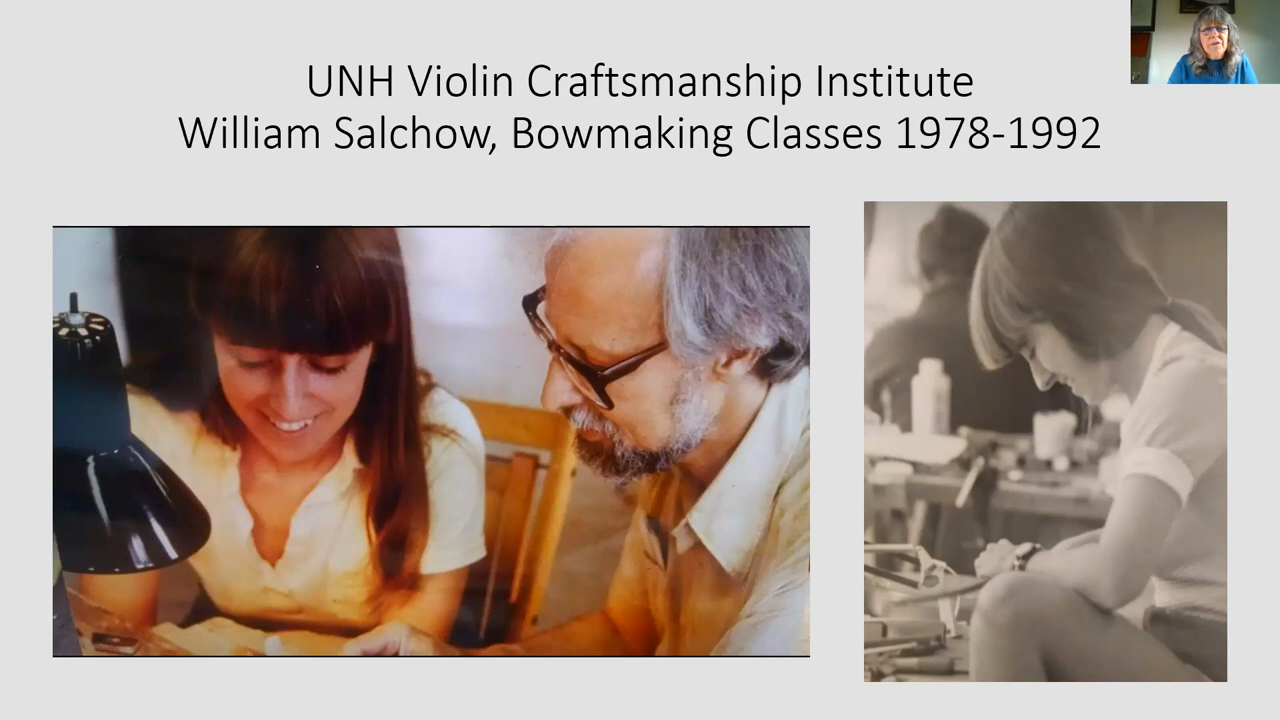 UNH Violin Craftsmanship Institute
William Salchow, Bowmaking Classes 1978-1992